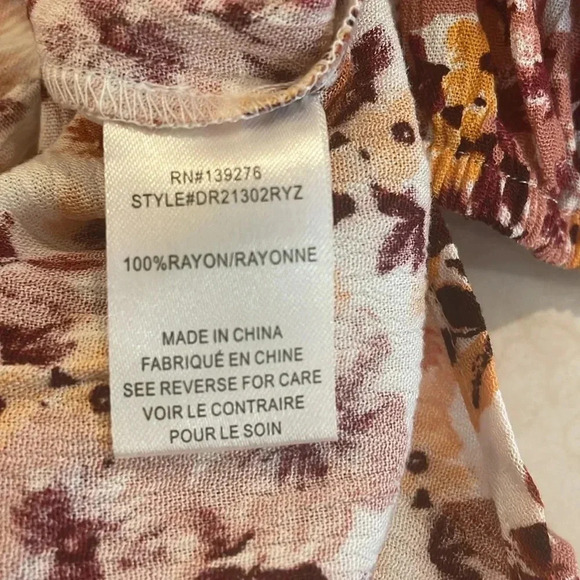 RN#139276
STYLE#DR21302RYZ
100%RAYON/RAYONNE
MADE IN CHINA
FABRIQUÉ EN CHINE
SEE REVERSE FOR CARE
VOIR LE CONTRAIRE
POUR LE SOIN